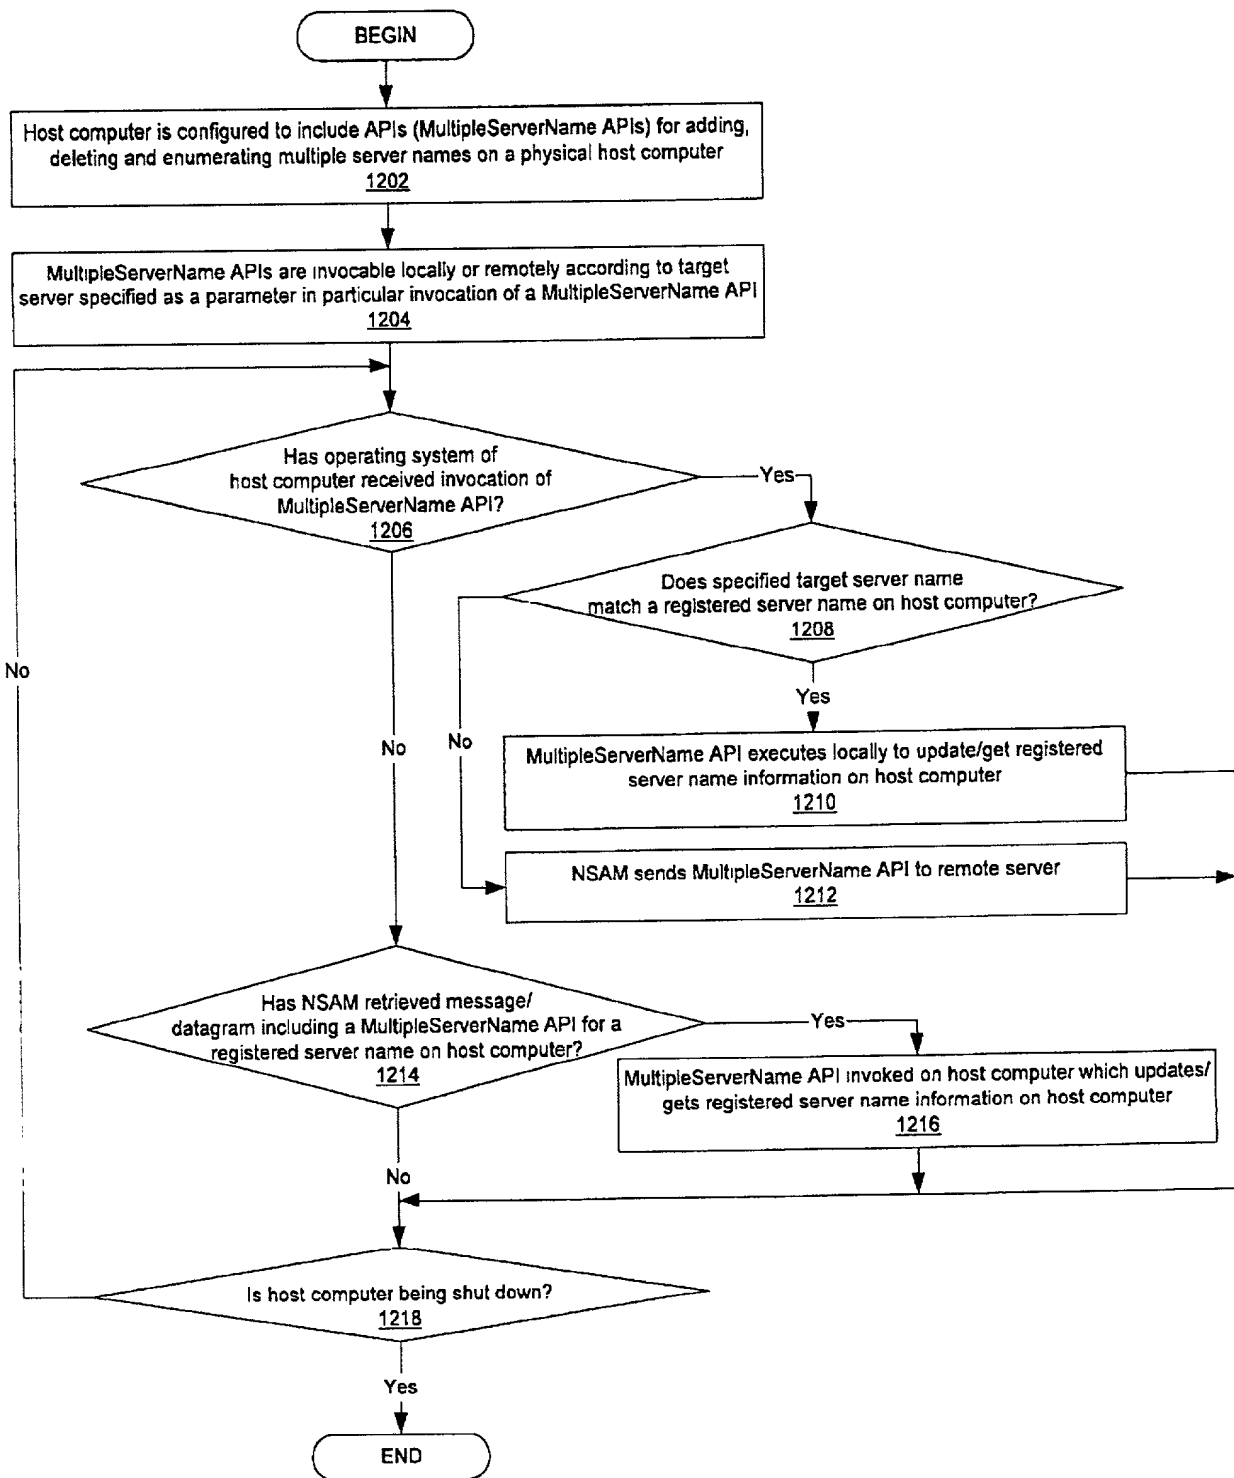 BEGIN
Host computer is configured to include APIs (MultipleServerName APIs) for adding,
deleting and enumerating multiple server names on a physical host computer
1202
MultipleServerName APIs are invocable locally or remotely according to target
server specified as a parameter in particular invocation of a MultipleServerName API
1204
Has operating system of
host computer received invocation of
MultipleServerName API?
1206
Yes
Does specified target server name
match a registered server name on host computer?
1208
No
Yes
No
No
MultipleServerName API executes locally to update/get registered
server name information on host computer
1210
NSAM sends MultipleServerName API to remote server
1212
Has NSAM retrieved message/
datagram including a MultipleServerName API for a
registered server name on host computer?
1214
Yes
MultipleServerName API invoked on host computer which updates/
gets registered server name information on host computer
1216
No
Is host computer being shut down?
1218
Yes
END